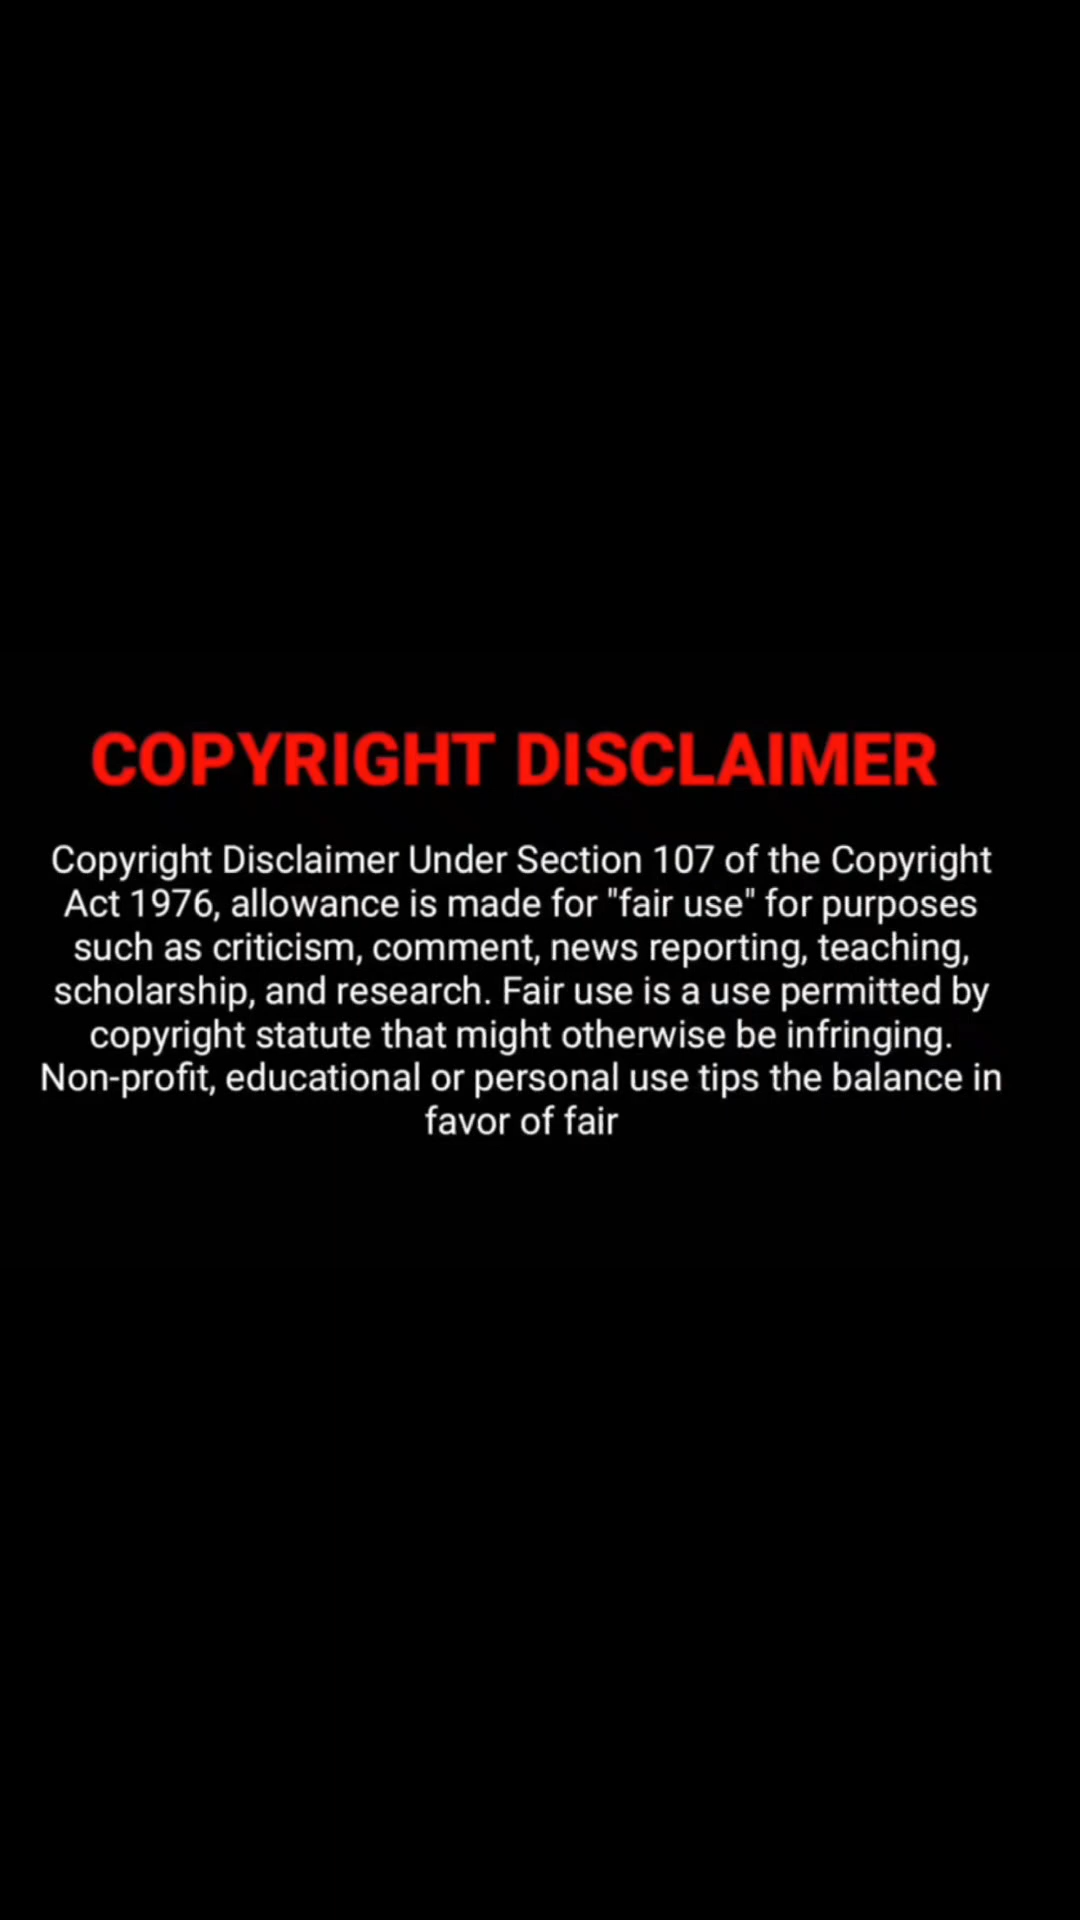 COPYRIGHT DISCLAIMER
Copyright Disclaimer Under Section 107 of the Copyright
Act 1976, allowance is made for "fair use" for purposes
such as criticism, comment, news reporting, teaching,
scholarship, and research. Fair use is a use permitted by
copyright statute that might otherwise be infringing.
Non-profit, educational or personal use tips the balance in
favor of fair